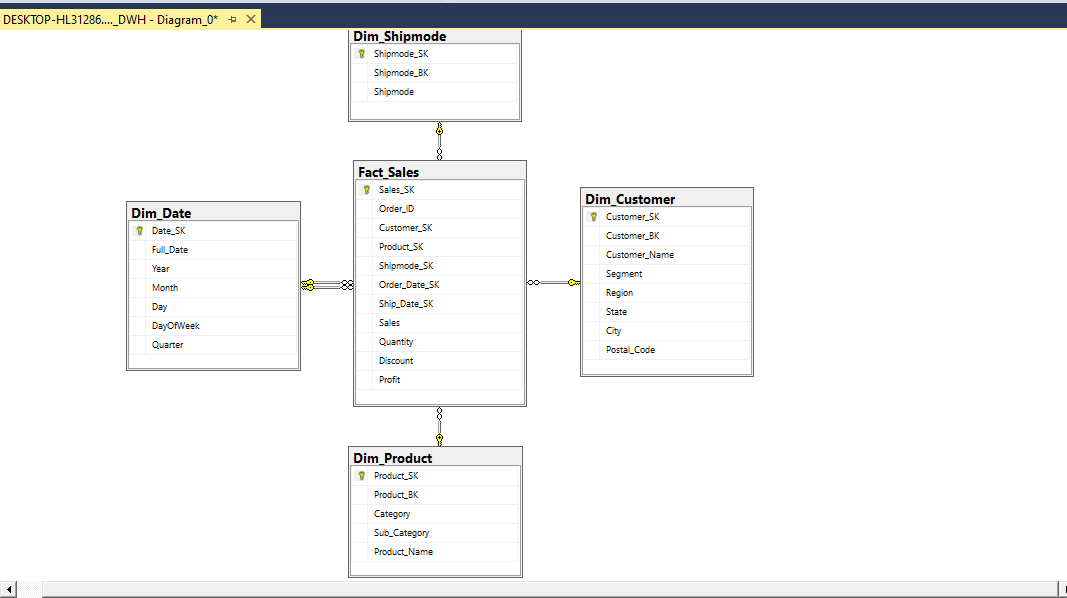 DESKTOP-HL31286...._DWH - Diagram_0*
Dim_Shipmode
Shipmode_SK
Shipmode_BK
Shipmode
Fact_Sales
Sales_SK
Order_ID
Customer_SK
Product_SK
Shipmode_SK
Order_Date_SK
Ship_Date_SK
Sales
Quantity
Discount
Profit
Dim_Date
Date_SK
Full_Date
Year
Month
Day
DayOfWeek
Quarter
Dim_Customer
Customer_SK
Customer_BK
Customer_Name
Segment
Region
State
City
Postal_Code
Dim_Product
Product_SK
Product_BK
Category
Sub_Category
Product_Name